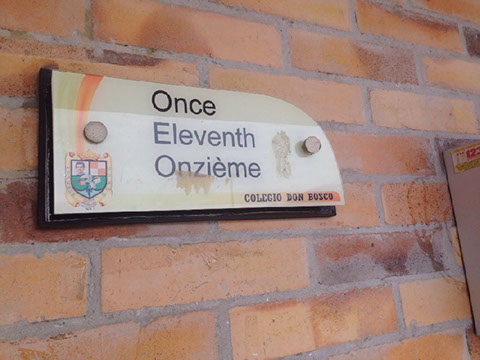 Once
Eleventh
Onzième
COLEGIO DON BOSCO